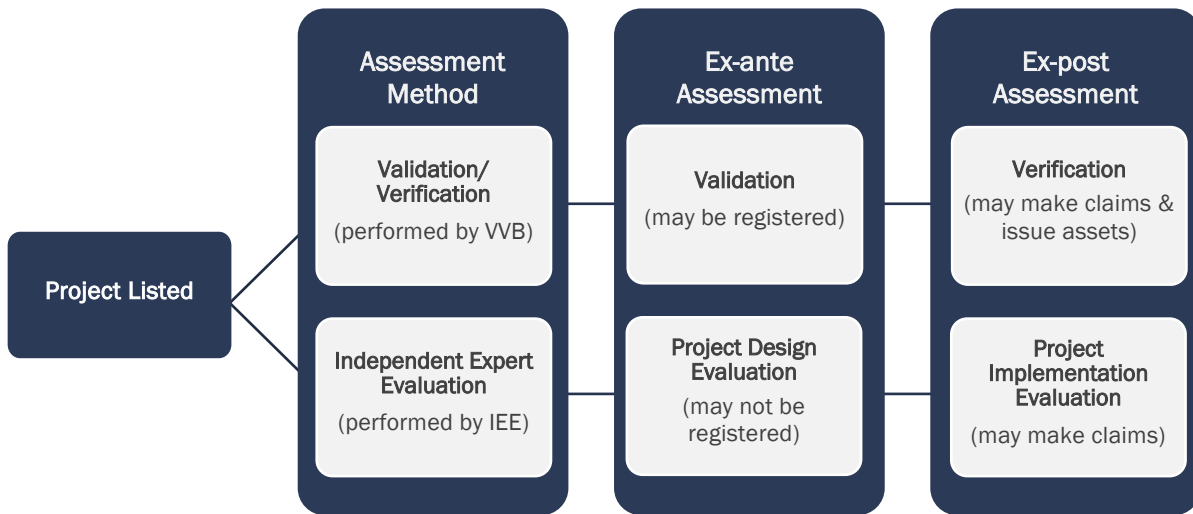 Project Listed
Assessment
Method
Validation/
Verification
(performed by VVB)
Independent Expert
Evaluation
(performed by IEE)
Ex-ante
Assessment
Validation
(may be registered)
Project Design
Evaluation
(may not be
registered)
Ex-post
Assessment
Verification
(may make claims &
issue assets)
Project
Implementation
Evaluation
(may make claims)